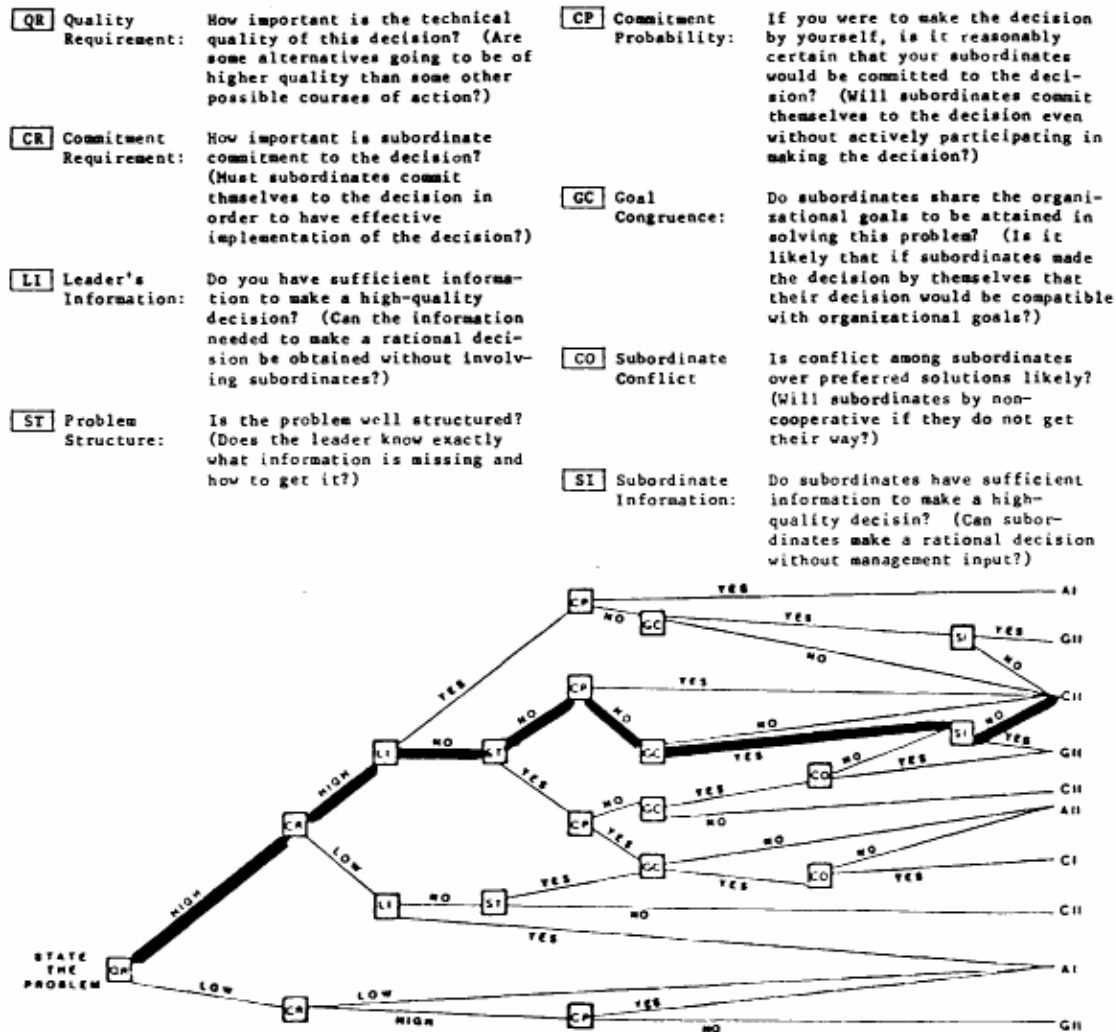 QR Quality Requirement: How important is the technical
quality of this decision? (Are
some alternatives going to be of
higher quality than some other
possible courses of action?)
CR Commitment Requirement: How important is subordinate
commitment to the decision?
(Must subordinates commit
thmselves to the decision in
order to have effective
implementation of the decision?)
LI Leader's Information: Do you have sufficient informa-
tion to make a high-quality
decision? (Can the information
needed to make a rational deci-
sion be obtained without involv-
ing subordinates?)
ST Problem Structure: Is the problem well structured?
(Does the leader know exactly
what information is missing and
how to get it?)
CP Commitment Probability: If you were to make the decision
by yourself, is it reasonably
certain that your subordinates
would be committed to the deci-
sion? (Will subordinates commit
themselves to the decision even
without actively participating in
making the decision?)
GC Goal Congruence: Do subordinates share the organi-
zational goals to be attained in
solving this problem? (Is it
likely that if subordinates made
the decision by themselves that
their decision would be compatible
with organizational goals?)
CO Subordinate Conflict Is conflict among subordinates
over preferred solutions likely?
(Will subordinates by non-
cooperative if they do not get
their way?)
SI Subordinate Information: Do subordinates have sufficient
information to make a high-
quality decisin? (Can subor-
dinates make a rational decision
without management input?)
CP YES AI
NO GC YES SI YES GII
NO NO
YES CP YES CII
NO NO NO NO
HIGH LI NO ST GC YES SI YES GII
YES CO NO YES
YES CP NO GC NO CII
CR YES NO AII
LOW GC YES CO NO YES CI
LI NO ST YES
NO CII
HIGH YES
STATE
THE
PROBLEM QR AI
LOW CR LOW YES
HIGH CP NO GII